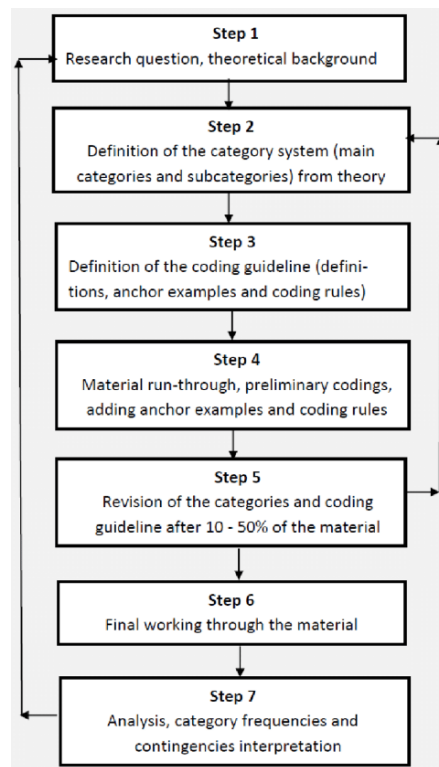 Step 1
Research question, theoretical background
Step 2
Definition of the category system (main
categories and subcategories) from theory
Step 3
Definition of the coding guideline (defini-
tions, anchor examples and coding rules)
Step 4
Material run-through, preliminary codings,
adding anchor examples and coding rules
Step 5
Revision of the categories and coding
guideline after 10 - 50% of the material
Step 6
Final working through the material
Step 7
Analysis, category frequencies and
contingencies interpretation